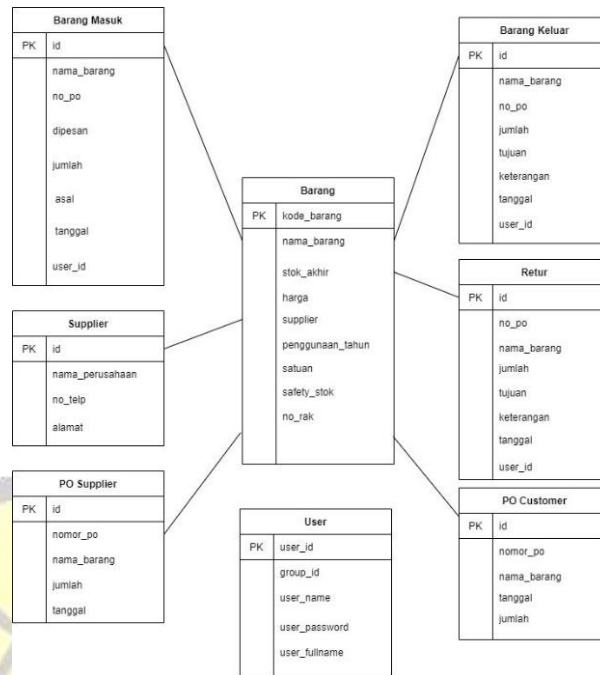 Barang Masuk
PK id
nama_barang
no_po
dipesan
jumlah
asal
tanggal
user_id
Supplier
PK id
nama_perusahaan
no_telp
alamat
PO Supplier
PK id
nomor_po
nama_barang
jumlah
tanggal
Barang
PK kode_barang
nama_barang
stok_akhir
harga
supplier
penggunaan_tahun
satuan
safety_stok
no_rak
User
PK user_id
group_id
user_name
user_password
user_fullname
Barang Keluar
PK id
nama_barang
no_po
jumlah
tujuan
keterangan
tanggal
user_id
Retur
PK id
no_po
nama_barang
jumlah
tujuan
keterangan
tanggal
user_id
PO Customer
PK id
nomor_po
nama_barang
tanggal
jumlah